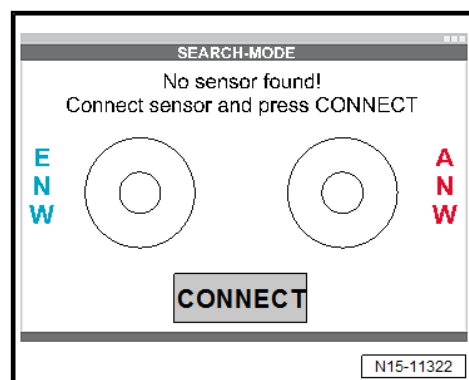 SEARCH-MODE
No sensor found!
Connect sensor and press CONNECT
E
N
W
A
N
W
CONNECT
N15-11322